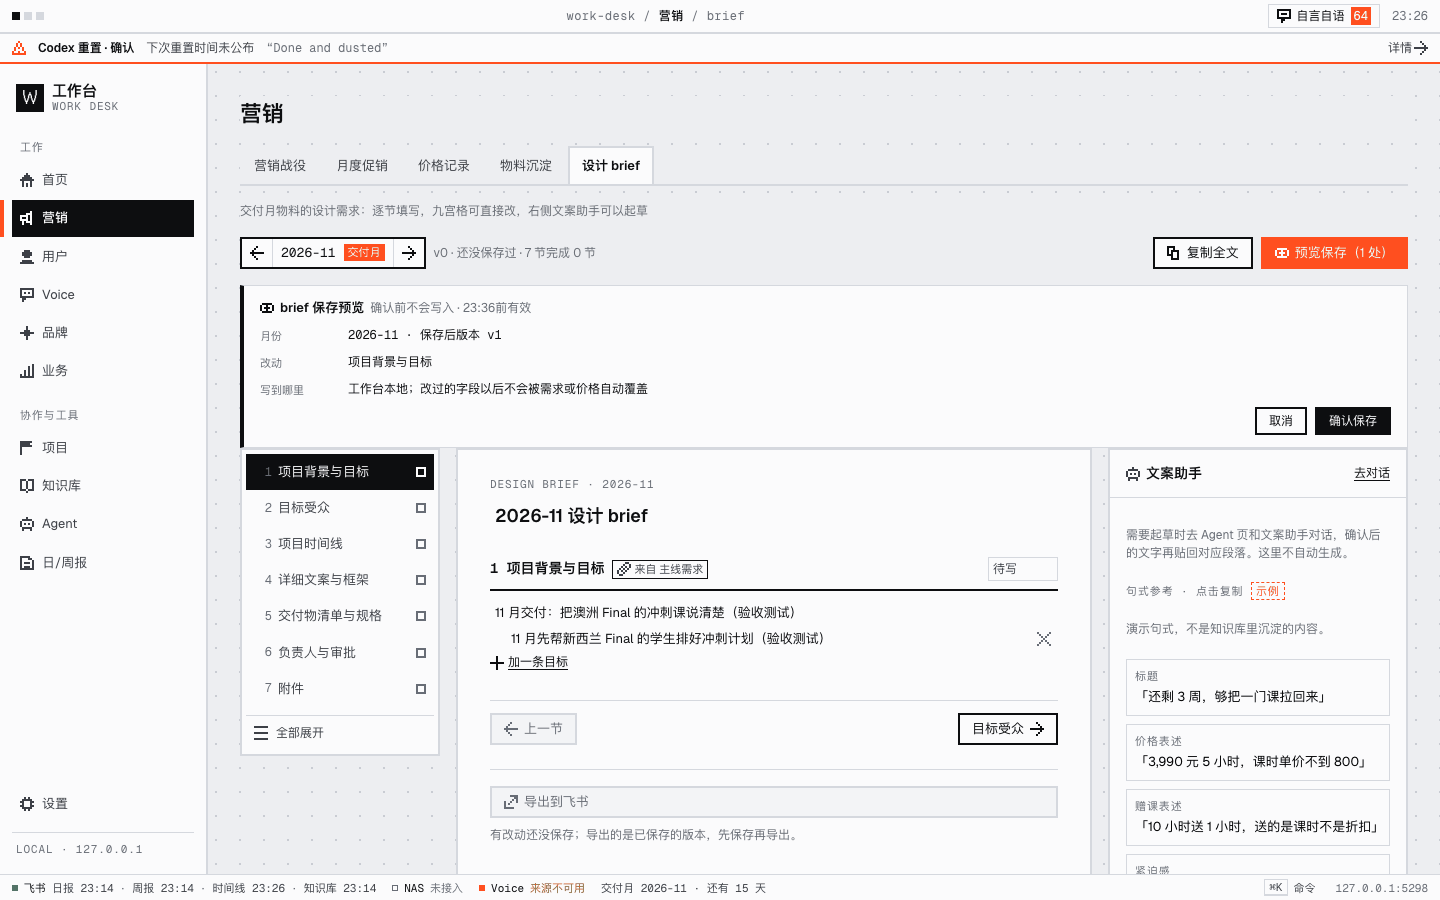 work-desk / 营销 / brief
自言自语 64
23:26
Codex 重置 · 确认 下次重置时间未公布 “Done and dusted”
详情
W
工作台
WORK DESK
工作
首页
营销
用户
Voice
品牌
业务
协作与工具
项目
知识库
Agent
日/周报
设置
LOCAL · 127.0.0.1
营销
营销战役 月度促销 价格记录 物料沉淀 设计 brief
交付月物料的设计需求：逐节填写，九宫格可直接改，右侧文案助手可以起草
2026-11 交付月 v0 · 还没保存过 · 7 节完成 0 节
复制全文
预览保存（1 处）
brief 保存预览 确认前不会写入 · 23:36前有效
月份 2026-11 · 保存后版本 v1
改动 项目背景与目标
写到哪里 工作台本地；改过的字段以后不会被需求或价格自动覆盖
取消 确认保存
1 项目背景与目标
2 目标受众
3 项目时间线
4 详细文案与框架
5 交付物清单与规格
6 负责人与审批
7 附件
全部展开
DESIGN BRIEF · 2026-11
2026-11 设计 brief
1 项目背景与目标 来自 主线需求 待写
11 月交付：把澳洲 Final 的冲刺课说清楚（验收测试）
11 月先帮新西兰 Final 的学生排好冲刺计划（验收测试）
加一条目标
上一节
目标受众
导出到飞书
有改动还没保存；导出的是已保存的版本，先保存再导出。
文案助手 去对话
需要起草时去 Agent 页和文案助手对话，确认后
的文字再贴回对应段落。这里不自动生成。
句式参考 · 点击复制 示例
演示句式，不是知识库里沉淀的内容。
标题
「还剩 3 周，够把一门课拉回来」
价格表述
「3,990 元 5 小时，课时单价不到 800」
赠课表述
「10 小时送 1 小时，送的是课时不是折扣」
紧迫感
飞书 日报 23:14 · 周报 23:14 · 时间线 23:26 · 知识库 23:14
NAS 未接入
Voice 来源不可用
交付月 2026-11 · 还有 15 天
⌘K 命令
127.0.0.1:5298